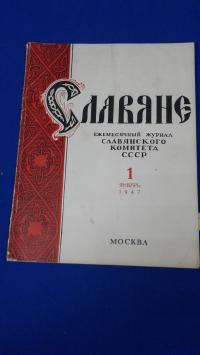 Славяне
ЕЖЕМЕСЯЧНЫЙ ЖУРНАЛ
СЛАВЯНСКОГО
КОМИТЕТА
СССР
1
ЯНВАРЬ
1947
МОСКВА